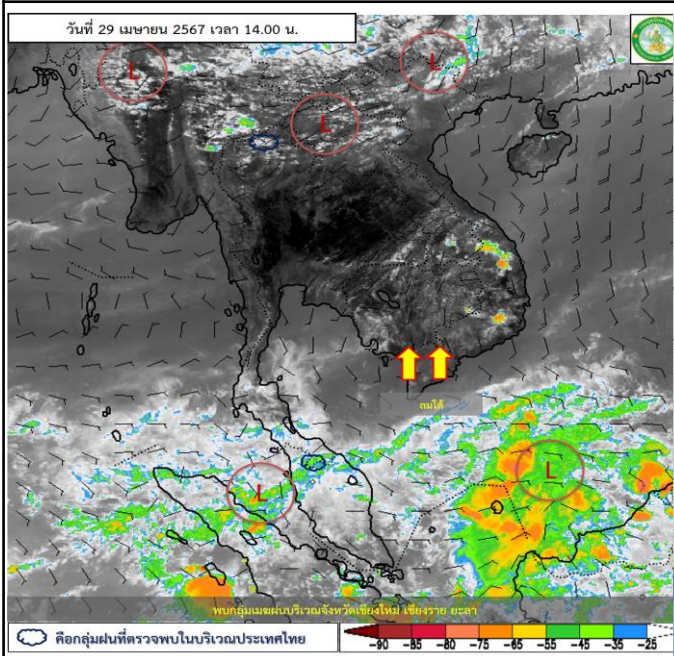 วันที่ 29 เมษายน 2567 เวลา 14.00 น.
L
L
L
ลมใต้
L
L
พบกลุ่มเมฆฝนบริเวณจังหวัดเชียงใหม่ เชียงราย ยะลา
คือกลุ่มฝนที่ตรวจพบในบริเวณประเทศไทย
-90 -85 -80 -75 -65 -55 -45 -35 -25